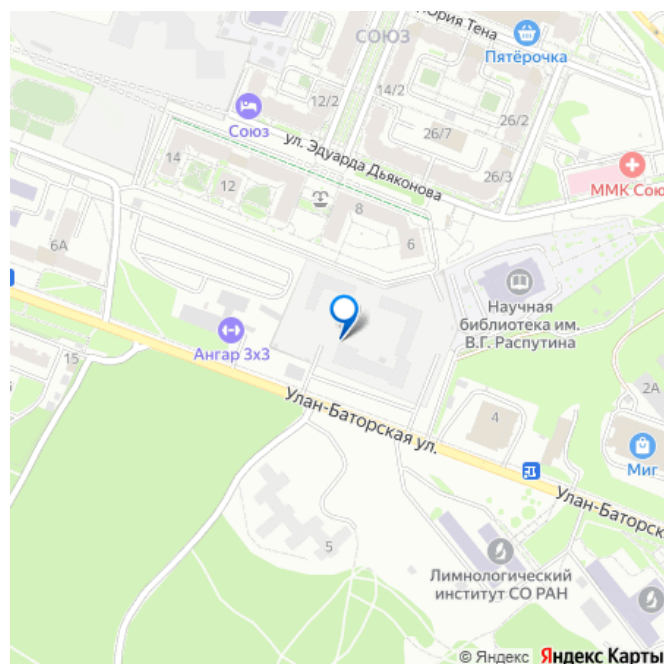 Юрия Тена
СОЮЗ
Пятёрочка
12/2
14/2
26/2
Союз
26/7
ул. Эдуарда Дьяконова
14
12
26/3
ММК Сою
8
6
6А
Научная
библиотека им.
В.Г. Распутина
Ангар 3х3
15
2А
Улан-Баторская ул.
4
Миг
Улан-Баторск
5
Лимнологический
институт СО РАН
© Яндекс Яндекс Карты